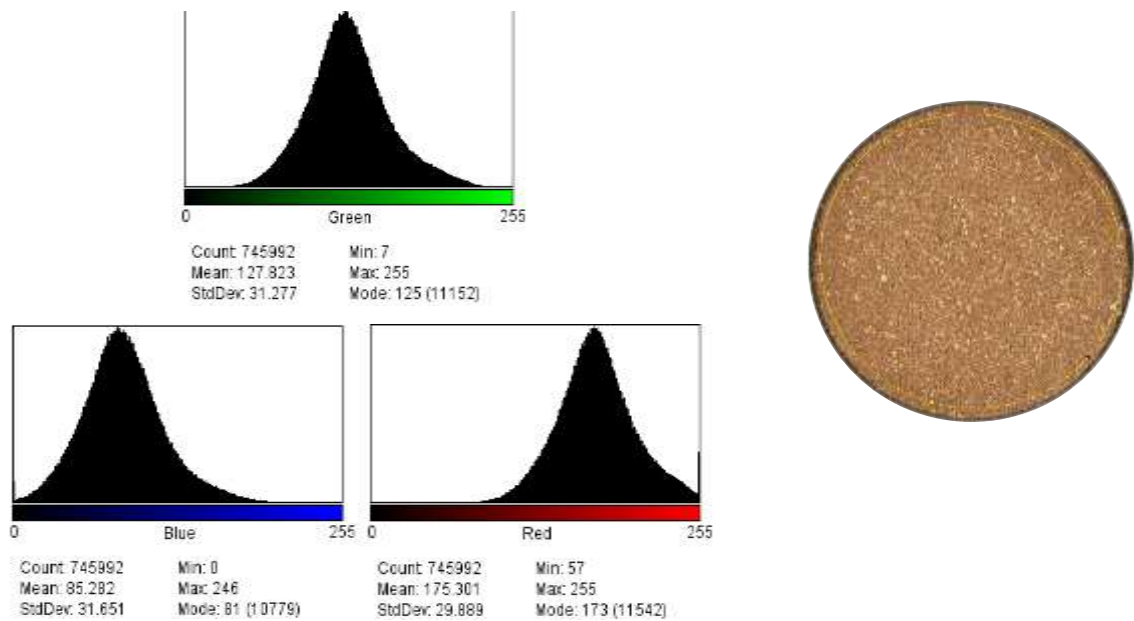 0 Green 255
Count: 745992 Min: 7
Mean: 127.823 Max: 255
StdDev: 31.277 Mode: 125 (11152)
0 Blue 255
Count: 745992 Min: 0
Mean: 85.282 Max: 246
StdDev: 31.651 Mode: 81 (10779)
0 Red 255
Count: 745992 Min: 57
Mean: 175.301 Max: 255
StdDev: 29.889 Mode: 173 (11542)